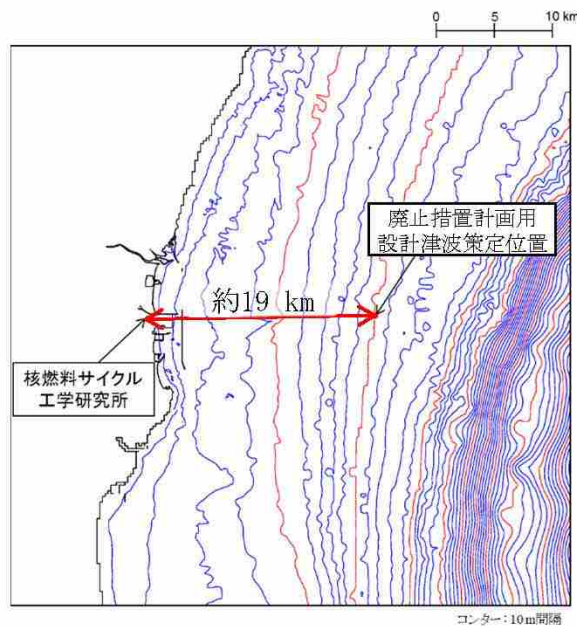 0 5 10 km
廃止措置計画用
設計津波策定位置
約19 km
核燃料サイクル
工学研究所
コンター：10m間隔